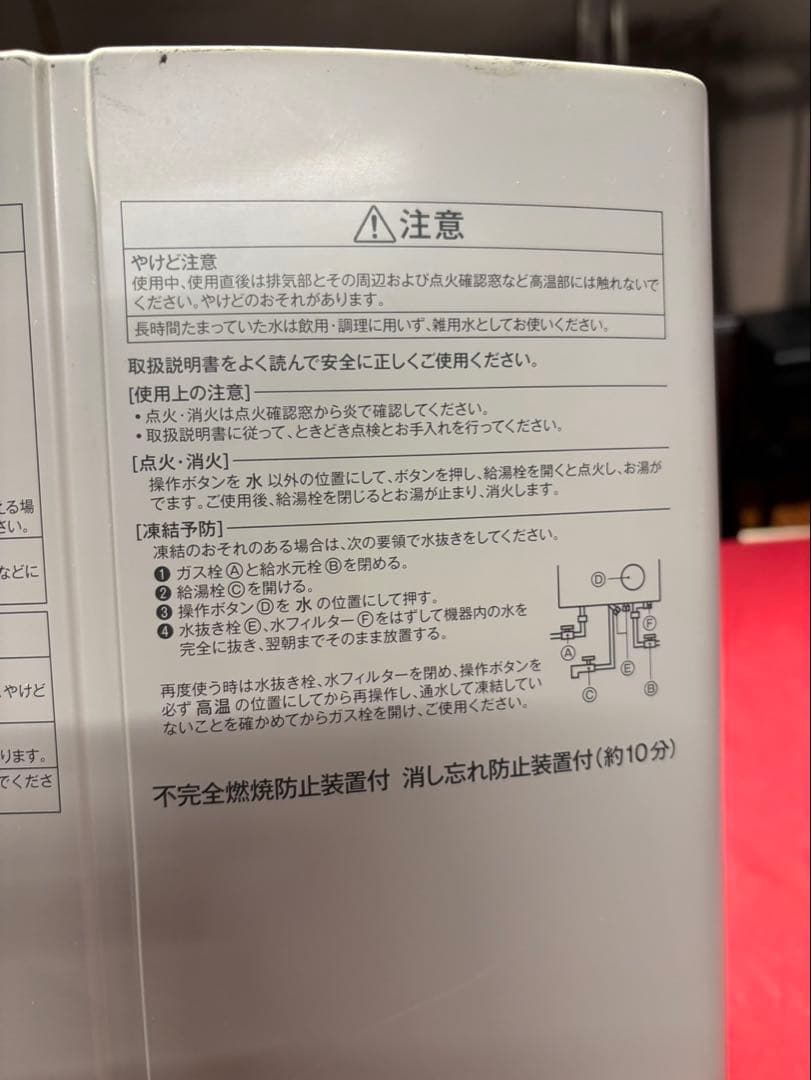 える場
さい。
などに
やけど
ります。
でくださ
⚠注意
やけど注意
使用中、使用直後は排気部とその周辺および点火確認窓など高温部には触れないで
ください。やけどのおそれがあります。
長時間たまっていた水は飲用・調理に用いず、雑用水としてお使いください。
取扱説明書をよく読んで安全に正しくご使用ください。
[使用上の注意]
・点火・消火は点火確認窓から炎で確認してください。
・取扱説明書に従って、ときどき点検とお手入れを行ってください。
[点火・消火]
操作ボタンを 水 以外の位置にして、ボタンを押し、給湯栓を開くと点火し、お湯が
でます。ご使用後、給湯栓を閉じるとお湯が止まり、消火します。
[凍結予防]
凍結のおそれのある場合は、次の要領で水抜きをしてください。
❶ ガス栓Ⓐと給水元栓Ⓑを閉める。
❷ 給湯栓Ⓒを開ける。
❸ 操作ボタンⒹを 水 の位置にして押す。
❹ 水抜き栓Ⓔ、水フィルターⒻをはずして機器内の水を
完全に抜き、翌朝までそのまま放置する。
Ⓓ
Ⓕ
Ⓐ
Ⓔ
Ⓒ
Ⓑ
再度使う時は水抜き栓、水フィルターを閉め、操作ボタンを
必ず 高温 の位置にしてから再操作し、通水して凍結してい
ないことを確かめてからガス栓を開け、ご使用ください。
不完全燃焼防止装置付 消し忘れ防止装置付(約10分)